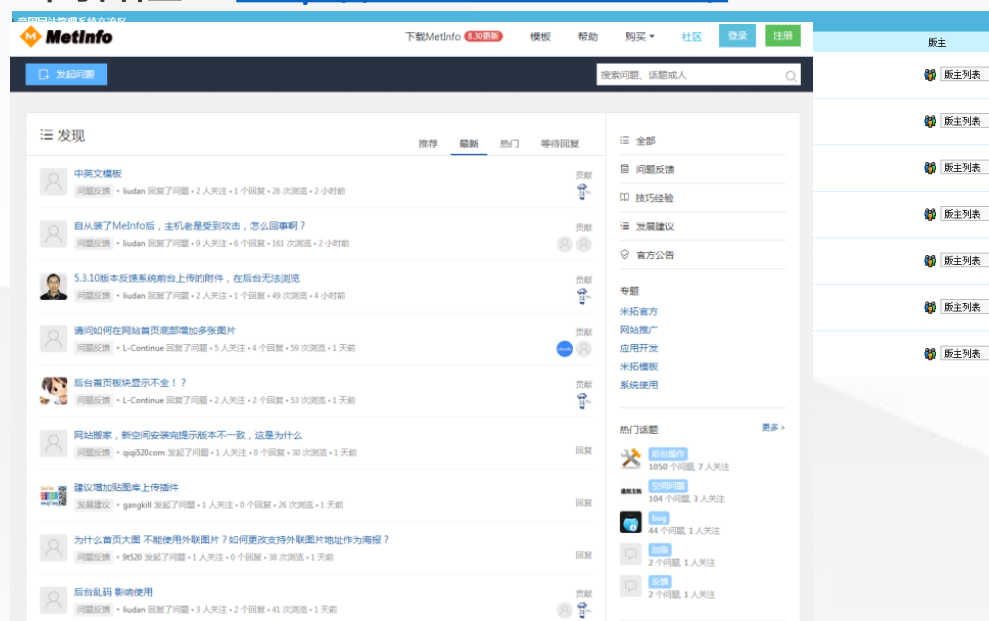 MetInfo
下载MetInfo 8.30更新 模板 帮助 购买 社区 登录 注册
版主
发起问题
搜索问题、话题或人
版主列表
版主列表
版主列表
版主列表
版主列表
版主列表
版主列表
发现
推荐 最新 热门 等待回复
中英文模板
贡献
问题反馈 • liudan 回复了问题 • 2 人关注 • 1 个回复 • 26 次浏览 • 2 小时前
自从装了MeInfo后，主机老是受到攻击，怎么回事啊？
贡献
问题反馈 • liudan 回复了问题 • 9 人关注 • 6 个回复 • 161 次浏览 • 2 小时前
5.3.10版本反馈系统前台上传的附件，在后台无法浏览
贡献
问题反馈 • liudan 回复了问题 • 2 人关注 • 1 个回复 • 49 次浏览 • 4 小时前
请问如何在网站首页底部增加多张图片
贡献
问题反馈 • L-Continue 回复了问题 • 5 人关注 • 4 个回复 • 59 次浏览 • 1 天前
后台首页板块显示不全！？
贡献
问题反馈 • L-Continue 回复了问题 • 2 人关注 • 2 个回复 • 53 次浏览 • 1 天前
网站搬家，新空间安装完提示版本不一致，这是为什么
回复
问题反馈 • qiqi520com 发起了问题 • 1 人关注 • 0 个回复 • 30 次浏览 • 1 天前
建议增加贴图库上传插件
回复
发展建议 • gangkill 发起了问题 • 1 人关注 • 0 个回复 • 26 次浏览 • 1 天前
为什么首页大图 不能使用外联图片？如何更改支持外联图片地址作为海报？
回复
问题反馈 • 9t520 发起了问题 • 1 人关注 • 0 个回复 • 38 次浏览 • 1 天前
后台乱码 影响使用
贡献
问题反馈 • liudan 回复了问题 • 3 人关注 • 2 个回复 • 41 次浏览 • 1 天前
全部
问题反馈
技巧经验
发展建议
官方公告
专题
米拓官方
网站推广
应用开发
米拓模板
系统使用
热门话题 更多 >
后台操作
1050 个问题, 7 人关注
虚拟主机
空间问题
104 个问题, 3 人关注
bug
44 个问题, 1 人关注
加急
2 个问题, 1 人关注
反馈
2 个问题, 1 人关注